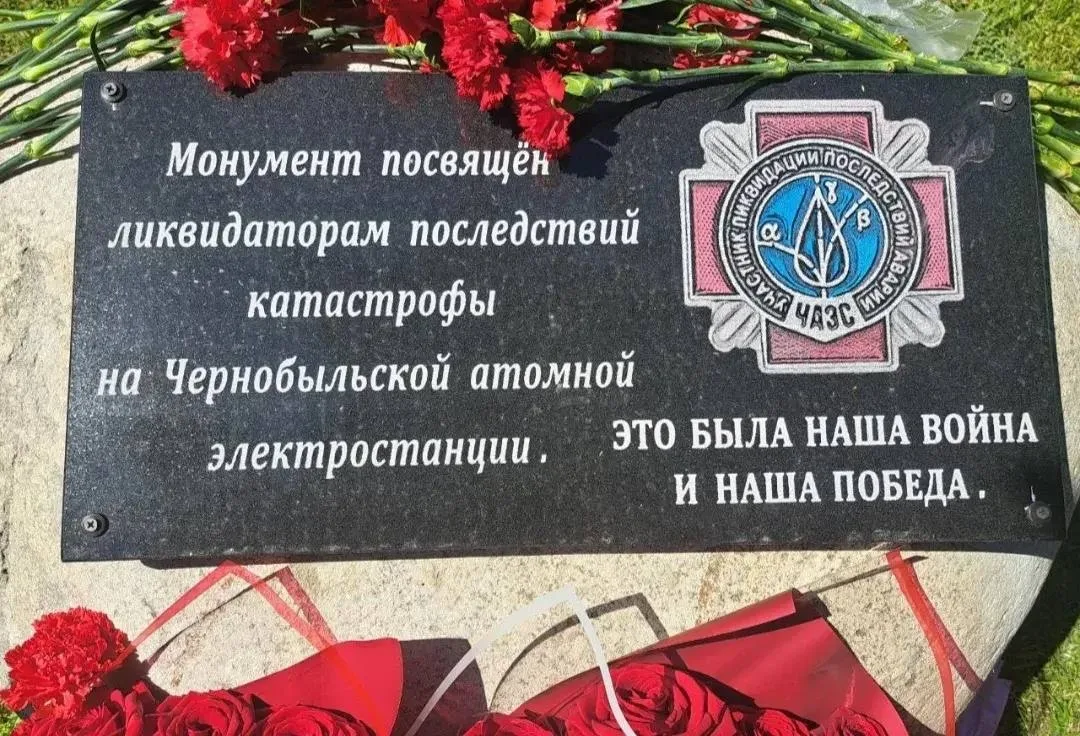 Монумент посвящён
ликвидаторам последствий
катастрофы
на Чернобыльской атомной
электростанции.
УЧАСТНИК ЛИКВИДАЦИИ ПОСЛЕДСТВИЙ АВАРИИ
ЧАЭС
α γ β
ЭТО БЫЛА НАША ВОЙНА
И НАША ПОБЕДА.